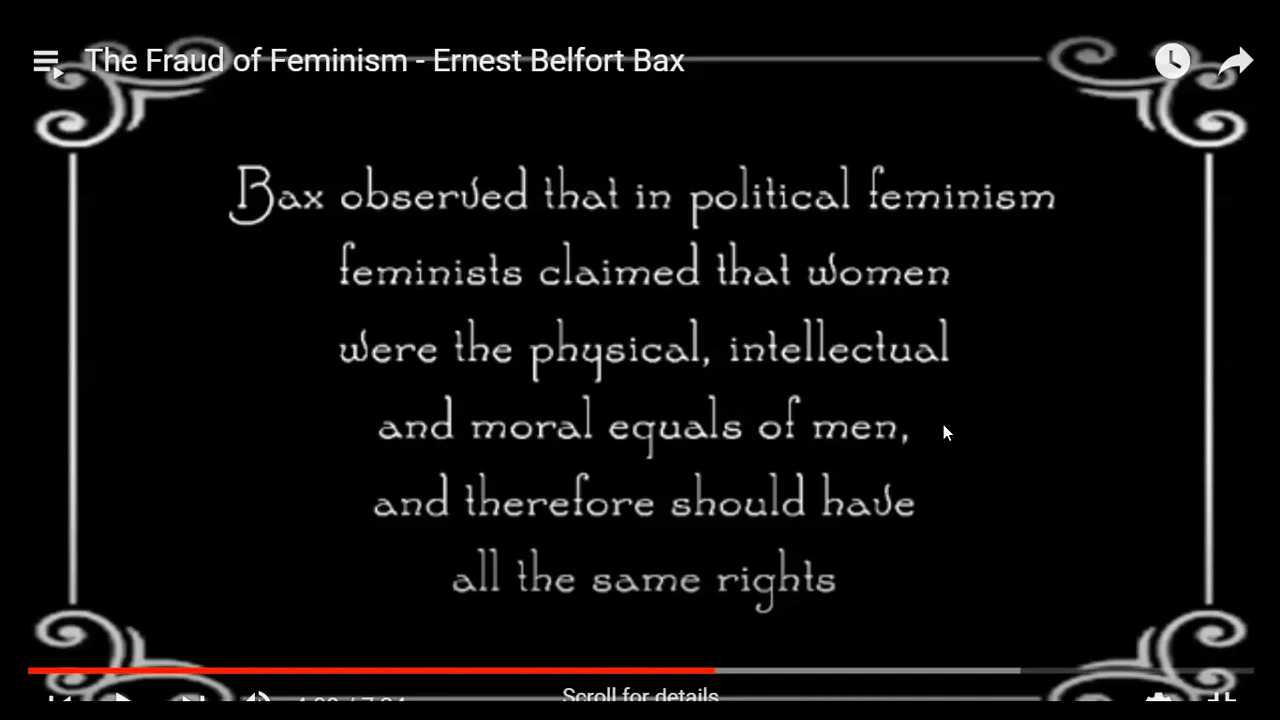 The Fraud of Feminism - Ernest Belfort Bax
Bax observed that in political feminism
feminists claimed that women
were the physical, intellectual
and moral equals of men,
and therefore should have
all the same rights
Scroll for details